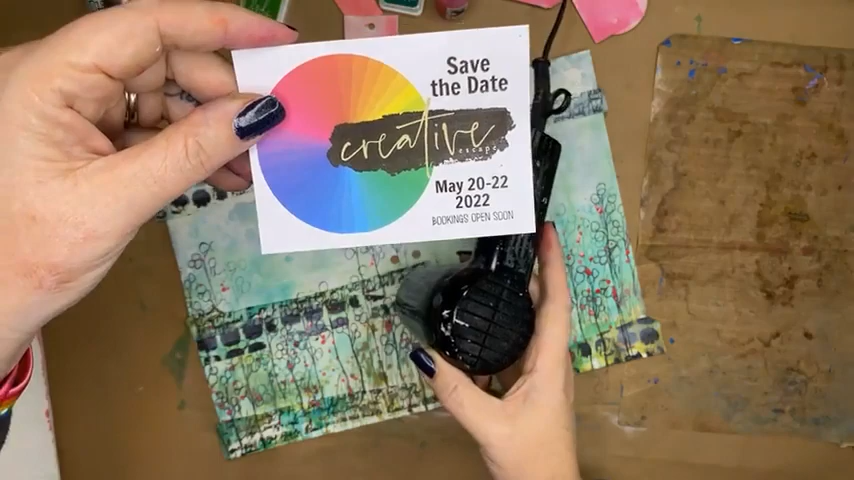 Save
the Date
creative
escape
May 20-22
2022
BOOKINGS OPEN SOON